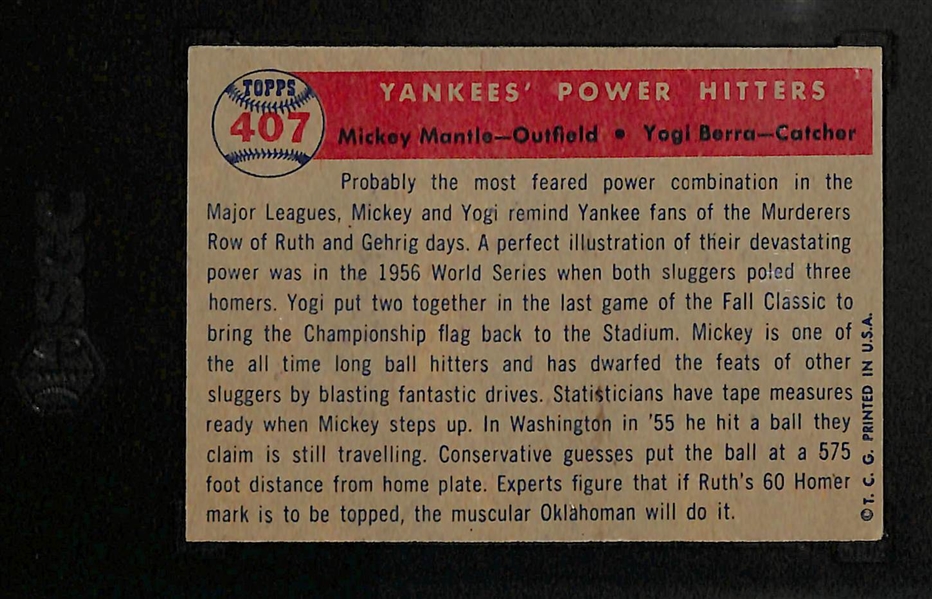 TOPPS
407
YANKEES' POWER HITTERS
Mickey Mantle—Outfield • Yogi Berra—Catcher
Probably the most feared power combination in the
Major Leagues, Mickey and Yogi remind Yankee fans of the Murderers
Row of Ruth and Gehrig days. A perfect illustration of their devastating
power was in the 1956 World Series when both sluggers poled three
homers. Yogi put two together in the last game of the Fall Classic to
bring the Championship flag back to the Stadium. Mickey is one of
the all time long ball hitters and has dwarfed the feats of other
sluggers by blasting fantastic drives. Statisticians have tape measures
ready when Mickey steps up. In Washington in '55 he hit a ball they
claim is still travelling. Conservative guesses put the ball at a 575
foot distance from home plate. Experts figure that if Ruth's 60 Homer
mark is to be topped, the muscular Oklahoman will do it.
© T. C. G. PRINTED IN U.S.A.
SGC